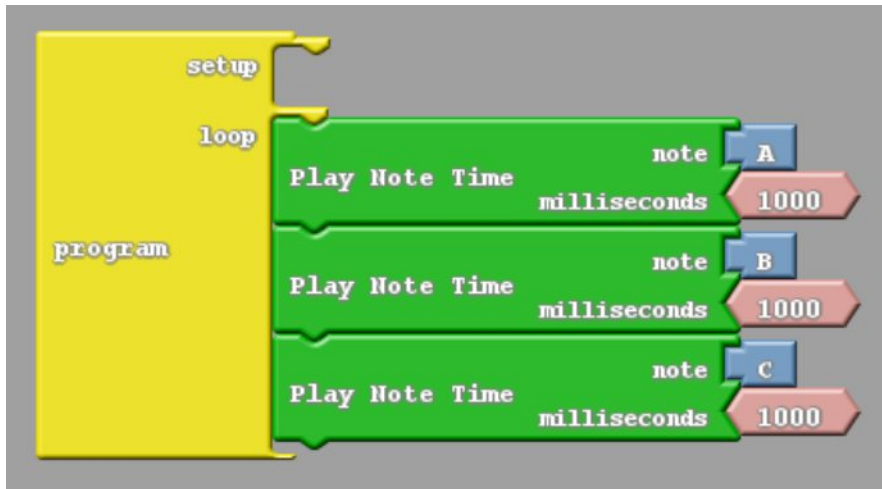 setup
loop
note A
Play Note Time
milliseconds 1000
program
note B
Play Note Time
milliseconds 1000
note C
Play Note Time
milliseconds 1000